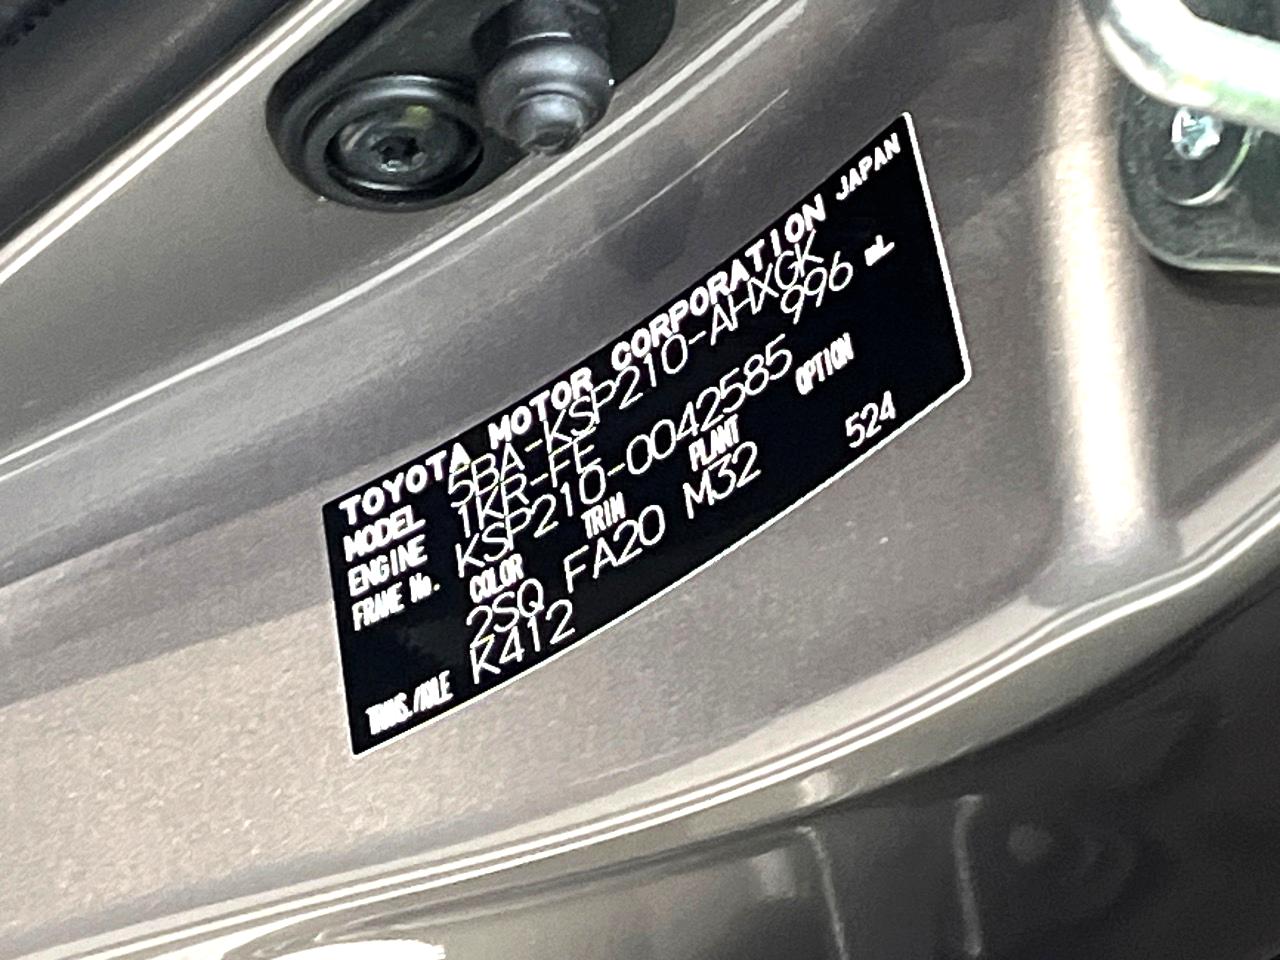 TOYOTA MOTOR CORPORATION JAPAN
MODEL 5BA-KSP210-AHXGK
ENGINE 1KR-FE 996 mL
FRAME No. KSP210-0042585
COLOR TRIM PLANT OPTION
2SQ FA20 M32 524
TRANS./AXLE K412